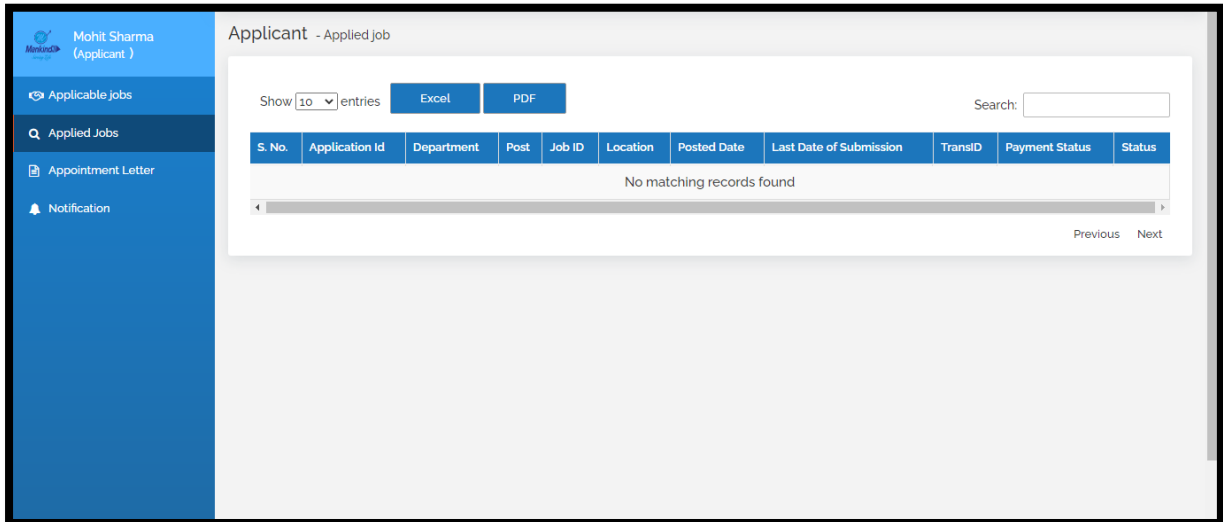 Mankind
Mohit Sharma
(Applicant )
Applicable jobs
Applied Jobs
Appointment Letter
Notification
Applicant - Applied job
Show 10 entries Excel PDF Search:
S. No. Application Id Department Post Job ID Location Posted Date Last Date of Submission TransID Payment Status Status
No matching records found
Previous Next